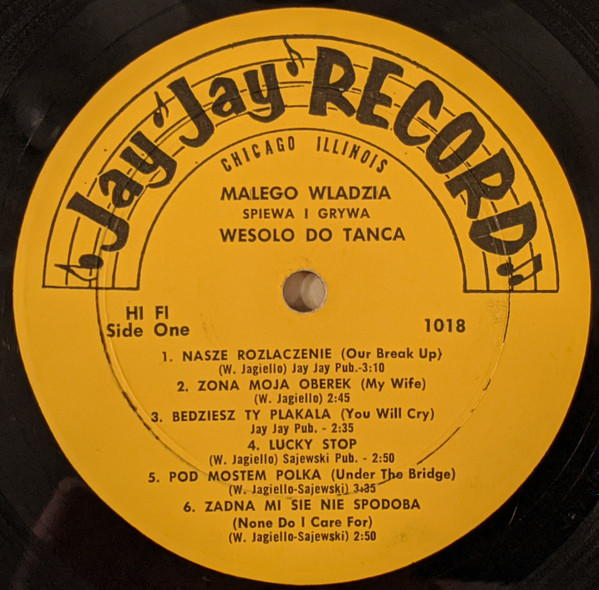 Jay Jay RECORD
CHICAGO ILLINOIS
MALEGO WLADZIA
SPIEWA I GRYWA
WESOLO DO TANCA
HI FI
Side One
1018
1. NASZE ROZLACZENIE (Our Break Up)
(W. Jagiello) Jay Jay Pub.-3:10
2. ZONA MOJA OBEREK (My Wife)
(W. Jagiello) 2:45
3. BEDZIESZ TY PLAKALA (You Will Cry)
Jay Jay Pub. - 2:35
4. LUCKY STOP
(W. Jagiello) Sajewski Pub. - 2:50
5. POD MOSTEM POLKA (Under The Bridge)
(W. Jagiello-Sajewski) 3:35
6. ZADNA MI SIE NIE SPODOBA
(None Do I Care For)
(W. Jagiello-Sajewski) 2:50